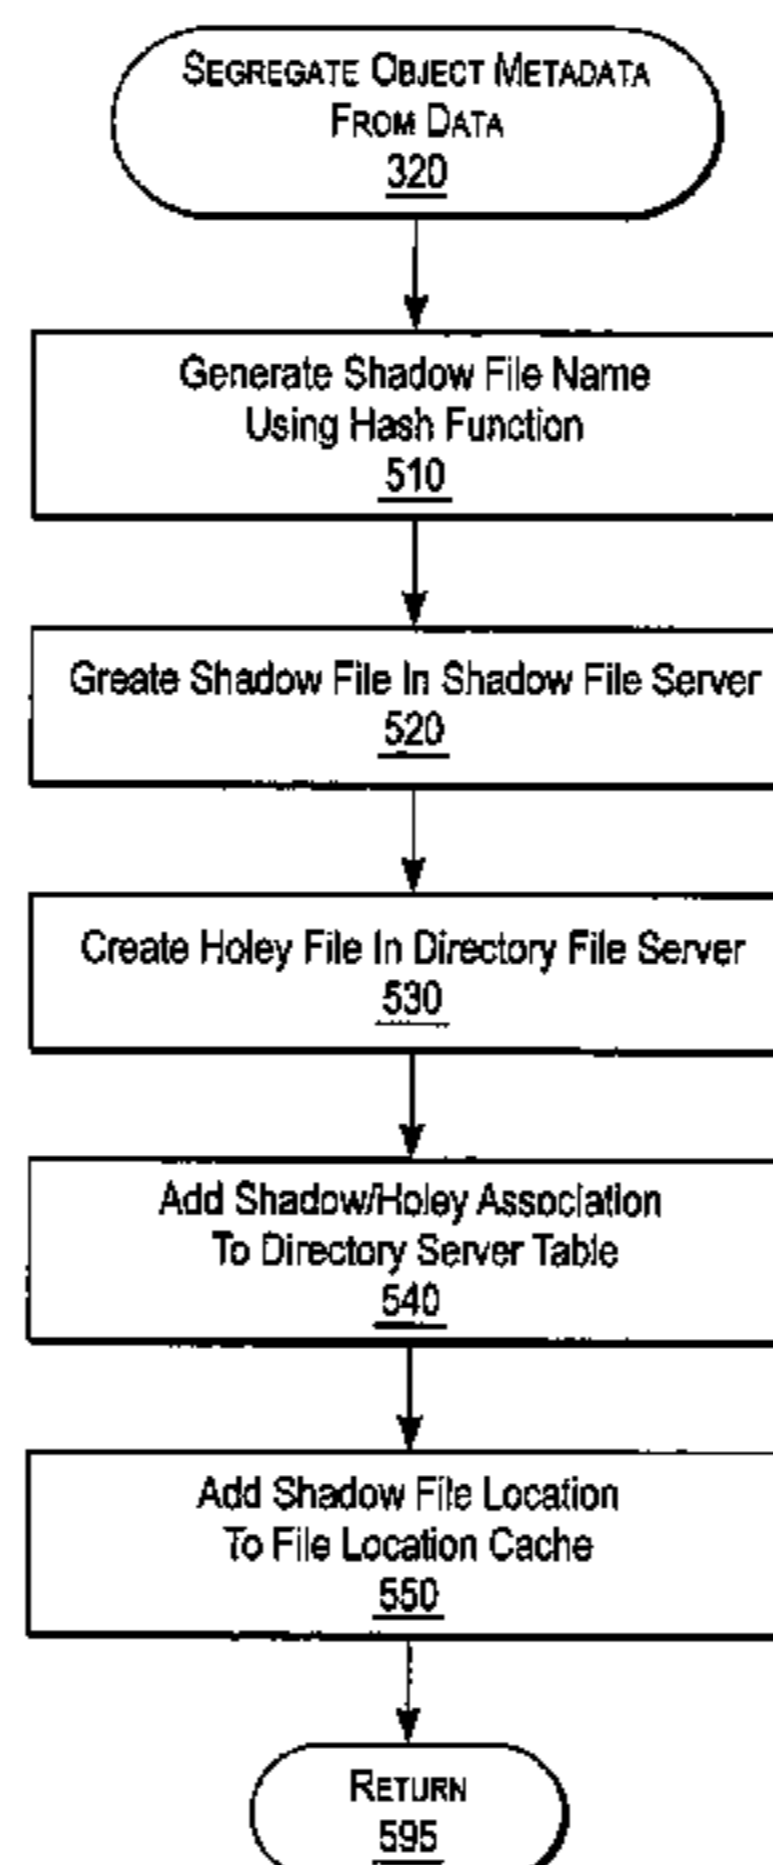 SEGREGATE OBJECT METADATA
FROM DATA
320
Generate Shadow File Name
Using Hash Function
510
Greate Shadow File In Shadow File Server
520
Create Holey File In Directory File Server
530
Add Shadow/Holey Association
To Directory Server Table
540
Add Shadow File Location
To File Location Cache
550
RETURN
595